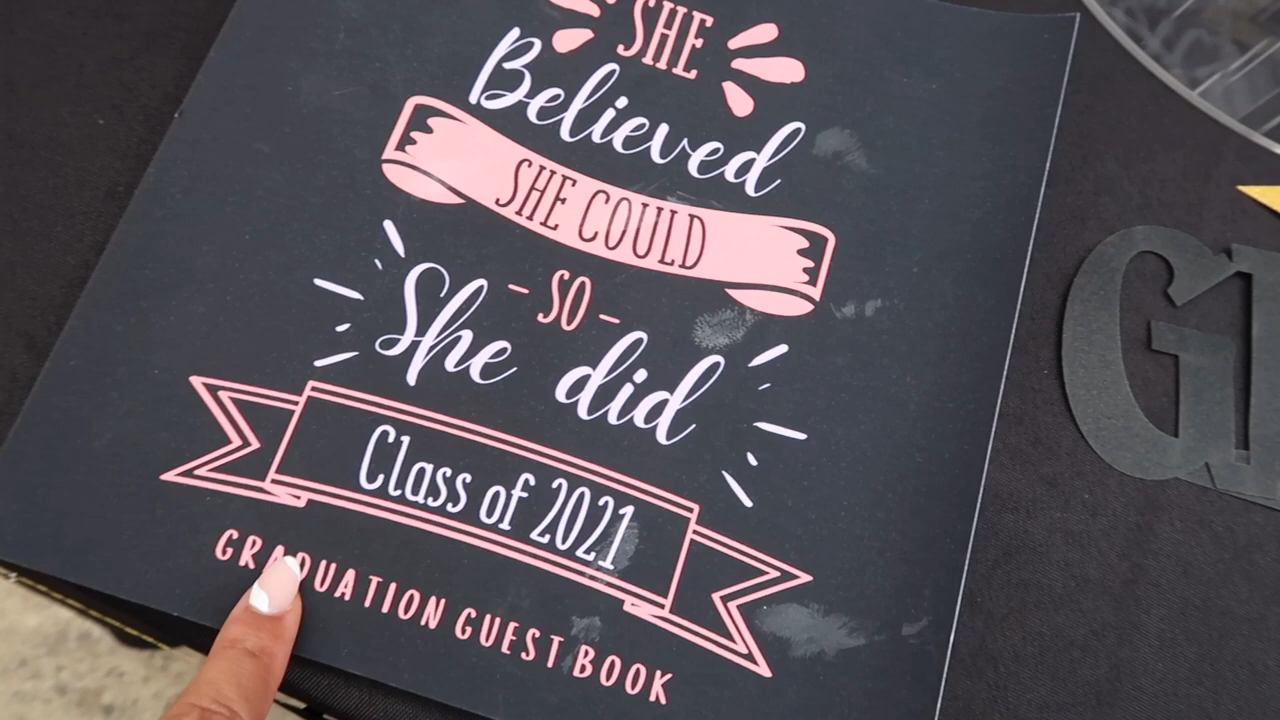 SHE
Believed
SHE COULD
- SO -
She did
Class of 2021
GRADUATION GUEST BOOK